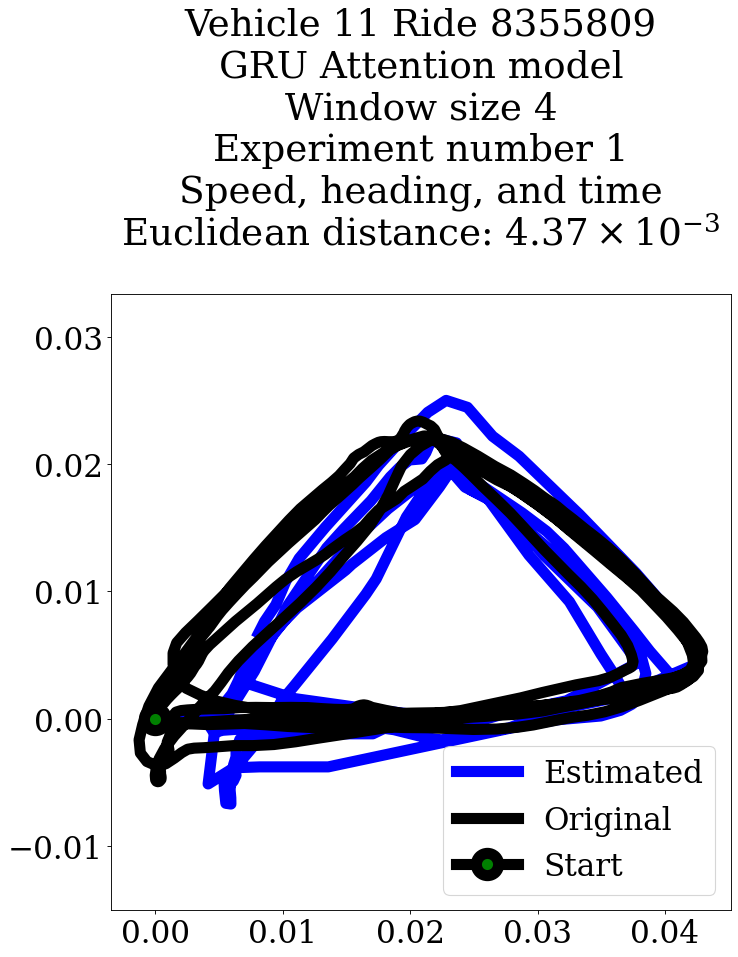 Vehicle 11 Ride 8355809
GRU Attention model
Window size 4
Experiment number 1
Speed, heading, and time
Euclidean distance: 4.37 × 10⁻³
0.03
0.02
0.01
0.00
−0.01
Estimated
Original
Start
0.00 0.01 0.02 0.03 0.04